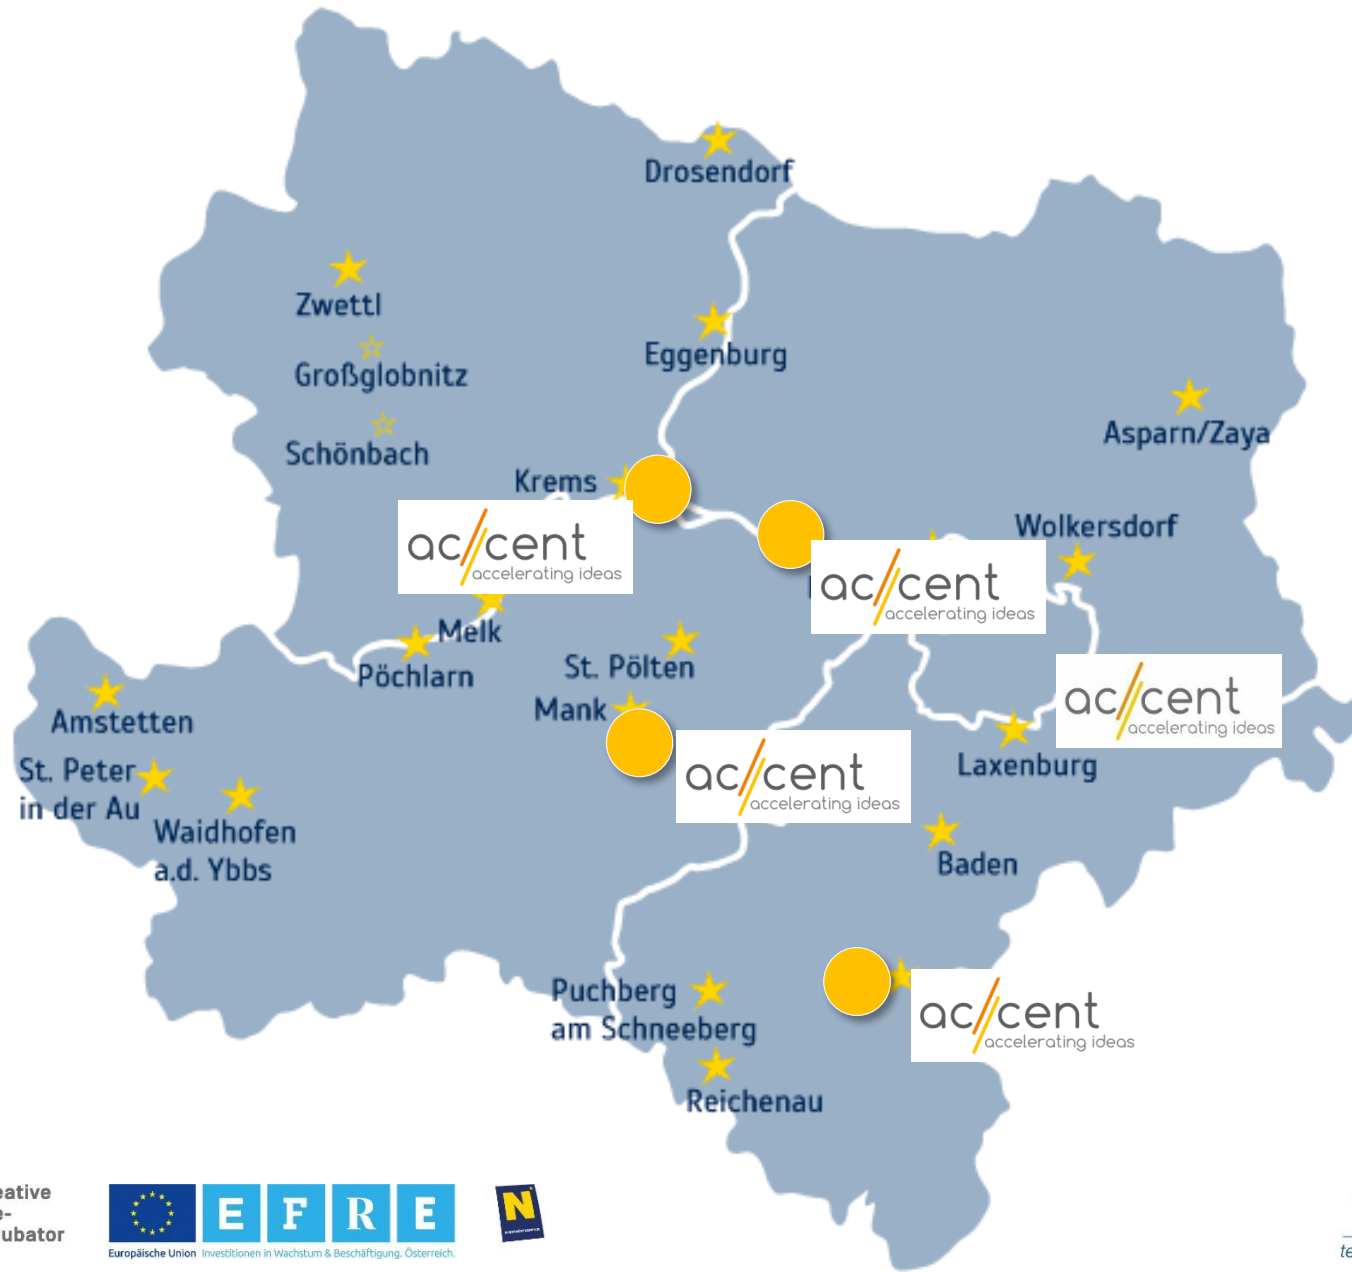 Drosendorf
Zwettl
Großglobnitz
Eggenburg
Schönbach
Asparn/Zaya
Krems
Wolkersdorf
ac//cent
accelerating ideas
ac//cent
accelerating ideas
Melk
Pöchlarn
St. Pölten
Mank
ac//cent
accelerating ideas
Amstetten
St. Peter
in der Au
Waidhofen
a.d. Ybbs
Laxenburg
ac//cent
accelerating ideas
Baden
Puchberg
am Schneeberg
ac//cent
accelerating ideas
Reichenau
eative
e-
ubator
EFRE
Europäische Union Investitionen in Wachstum & Beschäftigung. Österreich.
N
te